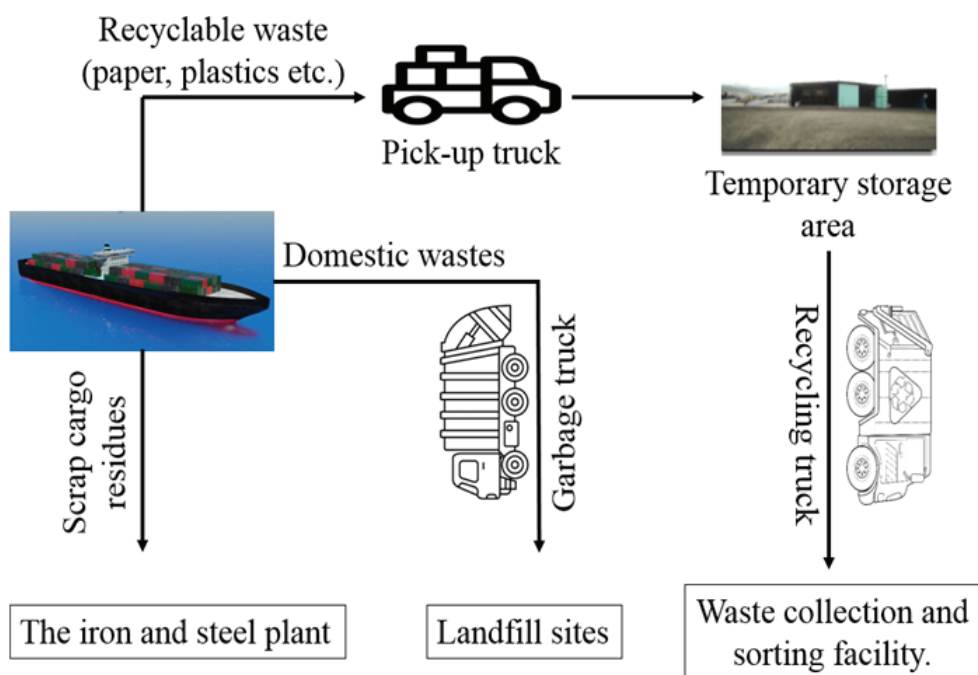 Recyclable waste
(paper, plastics etc.)
Pick-up truck
Temporary storage
area
Domestic wastes
Scrap cargo
residues
Garbage truck
Recycling truck
The iron and steel plant
Landfill sites
Waste collection and
sorting facility.